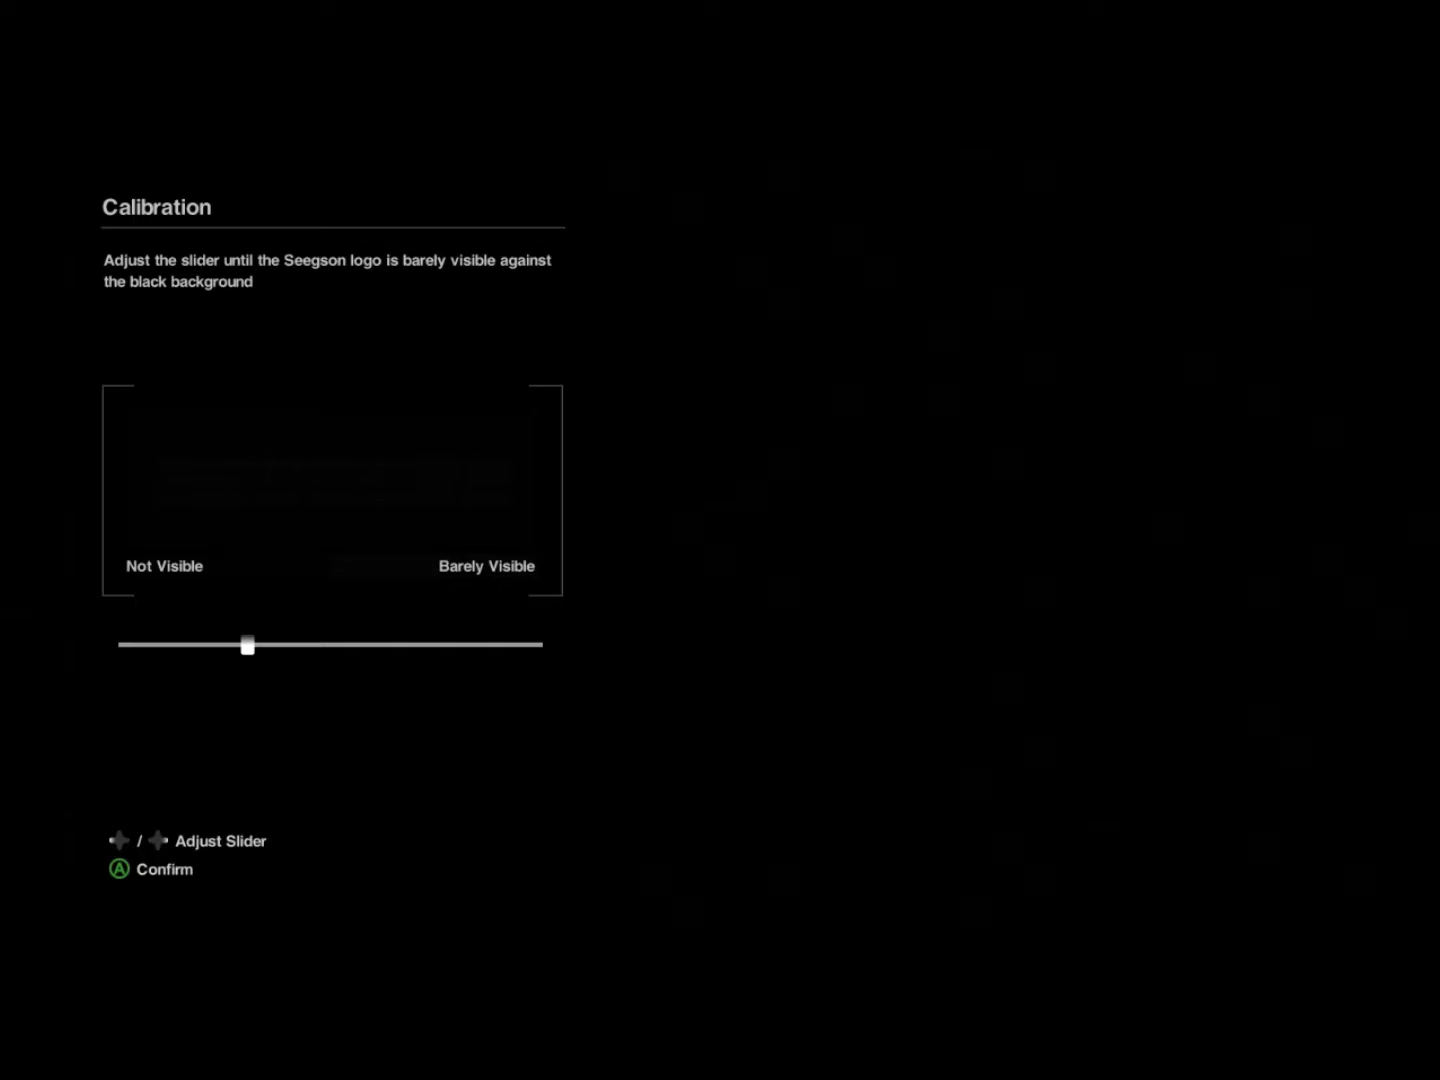 Calibration
Adjust the slider until the Seegson logo is barely visible against
the black background
Not Visible
Barely Visible
/ Adjust Slider
A Confirm